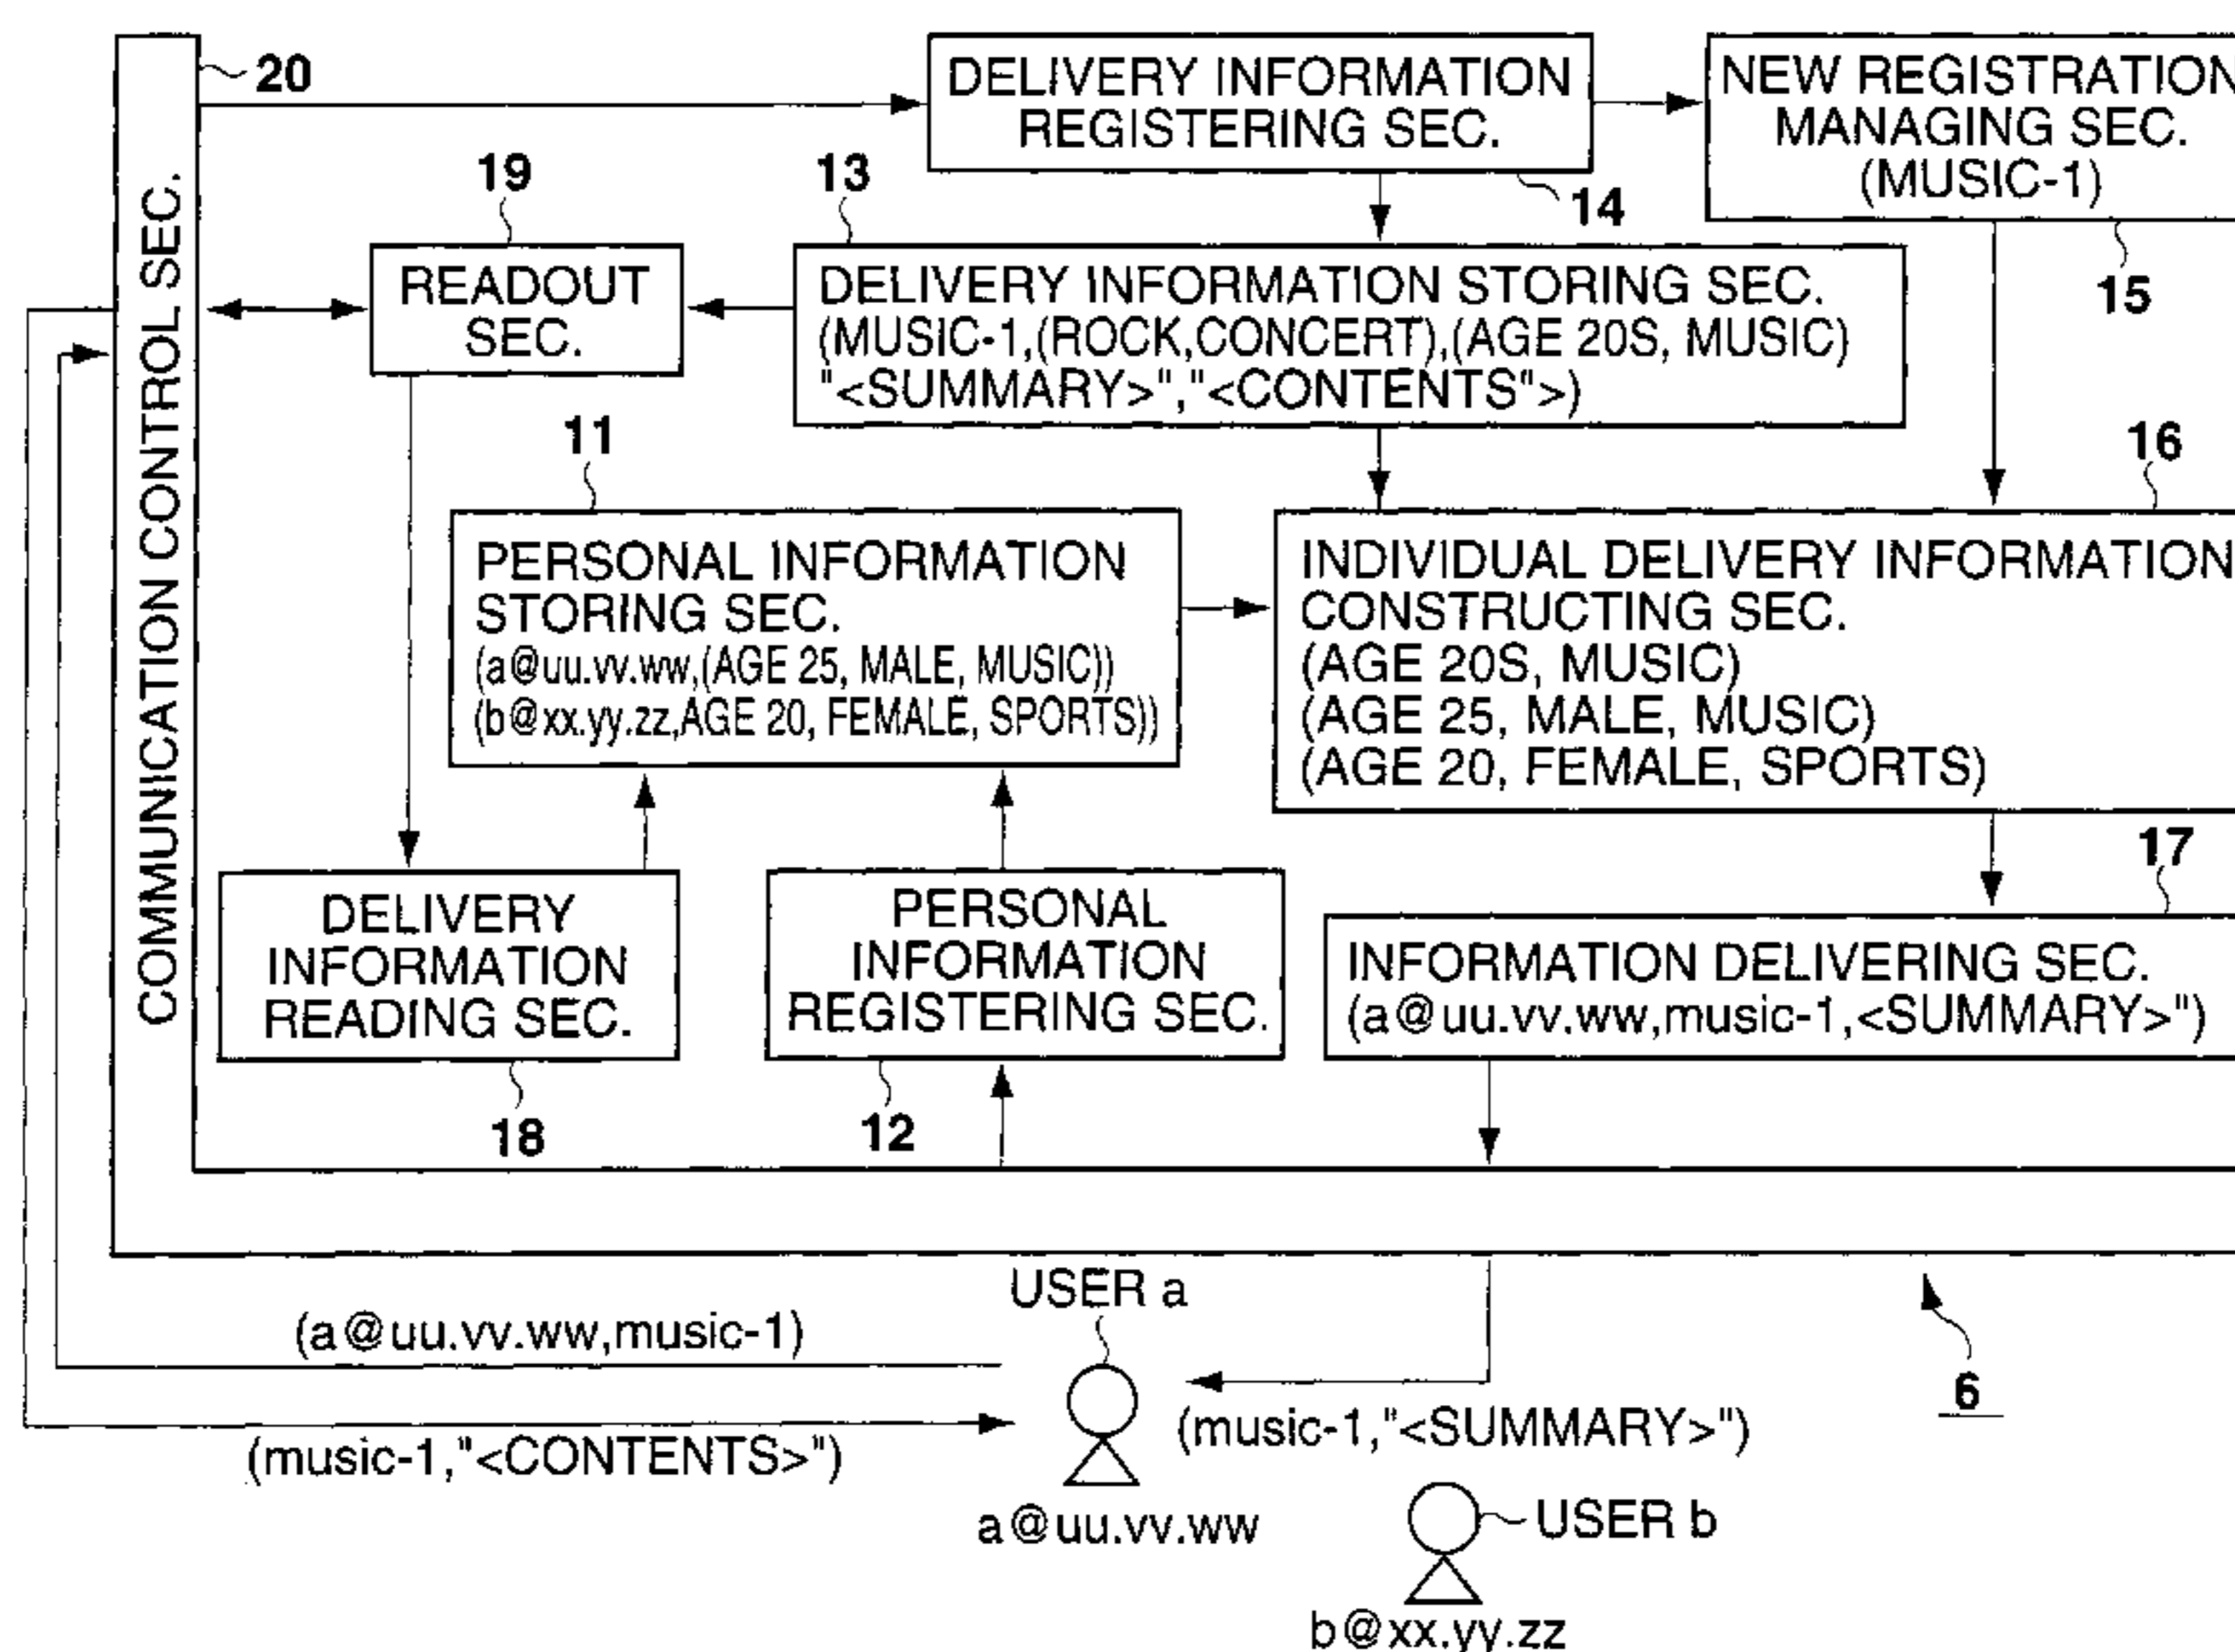 20
DELIVERY INFORMATION
REGISTERING SEC.
14
NEW REGISTRATION
MANAGING SEC.
(MUSIC-1)
15
COMMUNICATION CONTROL SEC.
19
READOUT
SEC.
13
DELIVERY INFORMATION STORING SEC.
(MUSIC-1,(ROCK,CONCERT),(AGE 20S, MUSIC)
"<SUMMARY>","<CONTENTS">)
11
PERSONAL INFORMATION
STORING SEC.
(a@uu.vv.ww,(AGE 25, MALE, MUSIC))
(b@xx.yy.zz,AGE 20, FEMALE, SPORTS))
16
INDIVIDUAL DELIVERY INFORMATION
CONSTRUCTING SEC.
(AGE 20S, MUSIC)
(AGE 25, MALE, MUSIC)
(AGE 20, FEMALE, SPORTS)
DELIVERY
INFORMATION
READING SEC.
18
PERSONAL
INFORMATION
REGISTERING SEC.
12
17
INFORMATION DELIVERING SEC.
(a@uu.vv.ww,music-1,<SUMMARY>")
USER a
(a@uu.vv.ww,music-1)
6
(music-1,"<CONTENTS>")
(music-1,"<SUMMARY>")
a@uu.vv.ww
USER b
b@xx.yy.zz